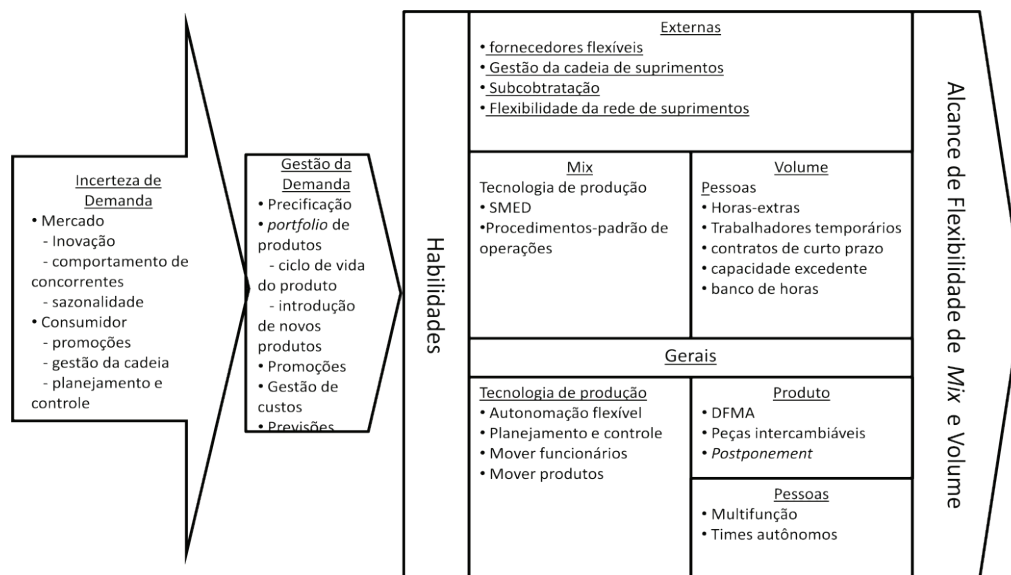 Incerteza de
Demanda
• Mercado
- Inovação
- comportamento de
concorrentes
- sazonalidade
• Consumidor
- promoções
- gestão da cadeia
- planejamento e
controle
Gestão da
Demanda
• Precificação
• portfolio de
produtos
- ciclo de vida
do produto
- introdução
de novos
produtos
• Promoções
• Gestão de
custos
• Previsões
Habilidades
Externas
• fornecedores flexíveis
• Gestão da cadeia de suprimentos
• Subcobtratação
• Flexibilidade da rede de suprimentos
Mix
Tecnologia de produção
• SMED
•Procedimentos-padrão de
operações
Volume
Pessoas
• Horas-extras
• Trabalhadores temporários
• contratos de curto prazo
• capacidade excedente
• banco de horas
Gerais
Tecnologia de produção
• Autonomação flexível
• Planejamento e controle
• Mover funcionários
• Mover produtos
Produto
• DFMA
• Peças intercambiáveis
• Postponement
Pessoas
• Multifunção
• Times autônomos
Alcance de Flexibilidade de Mix e Volume